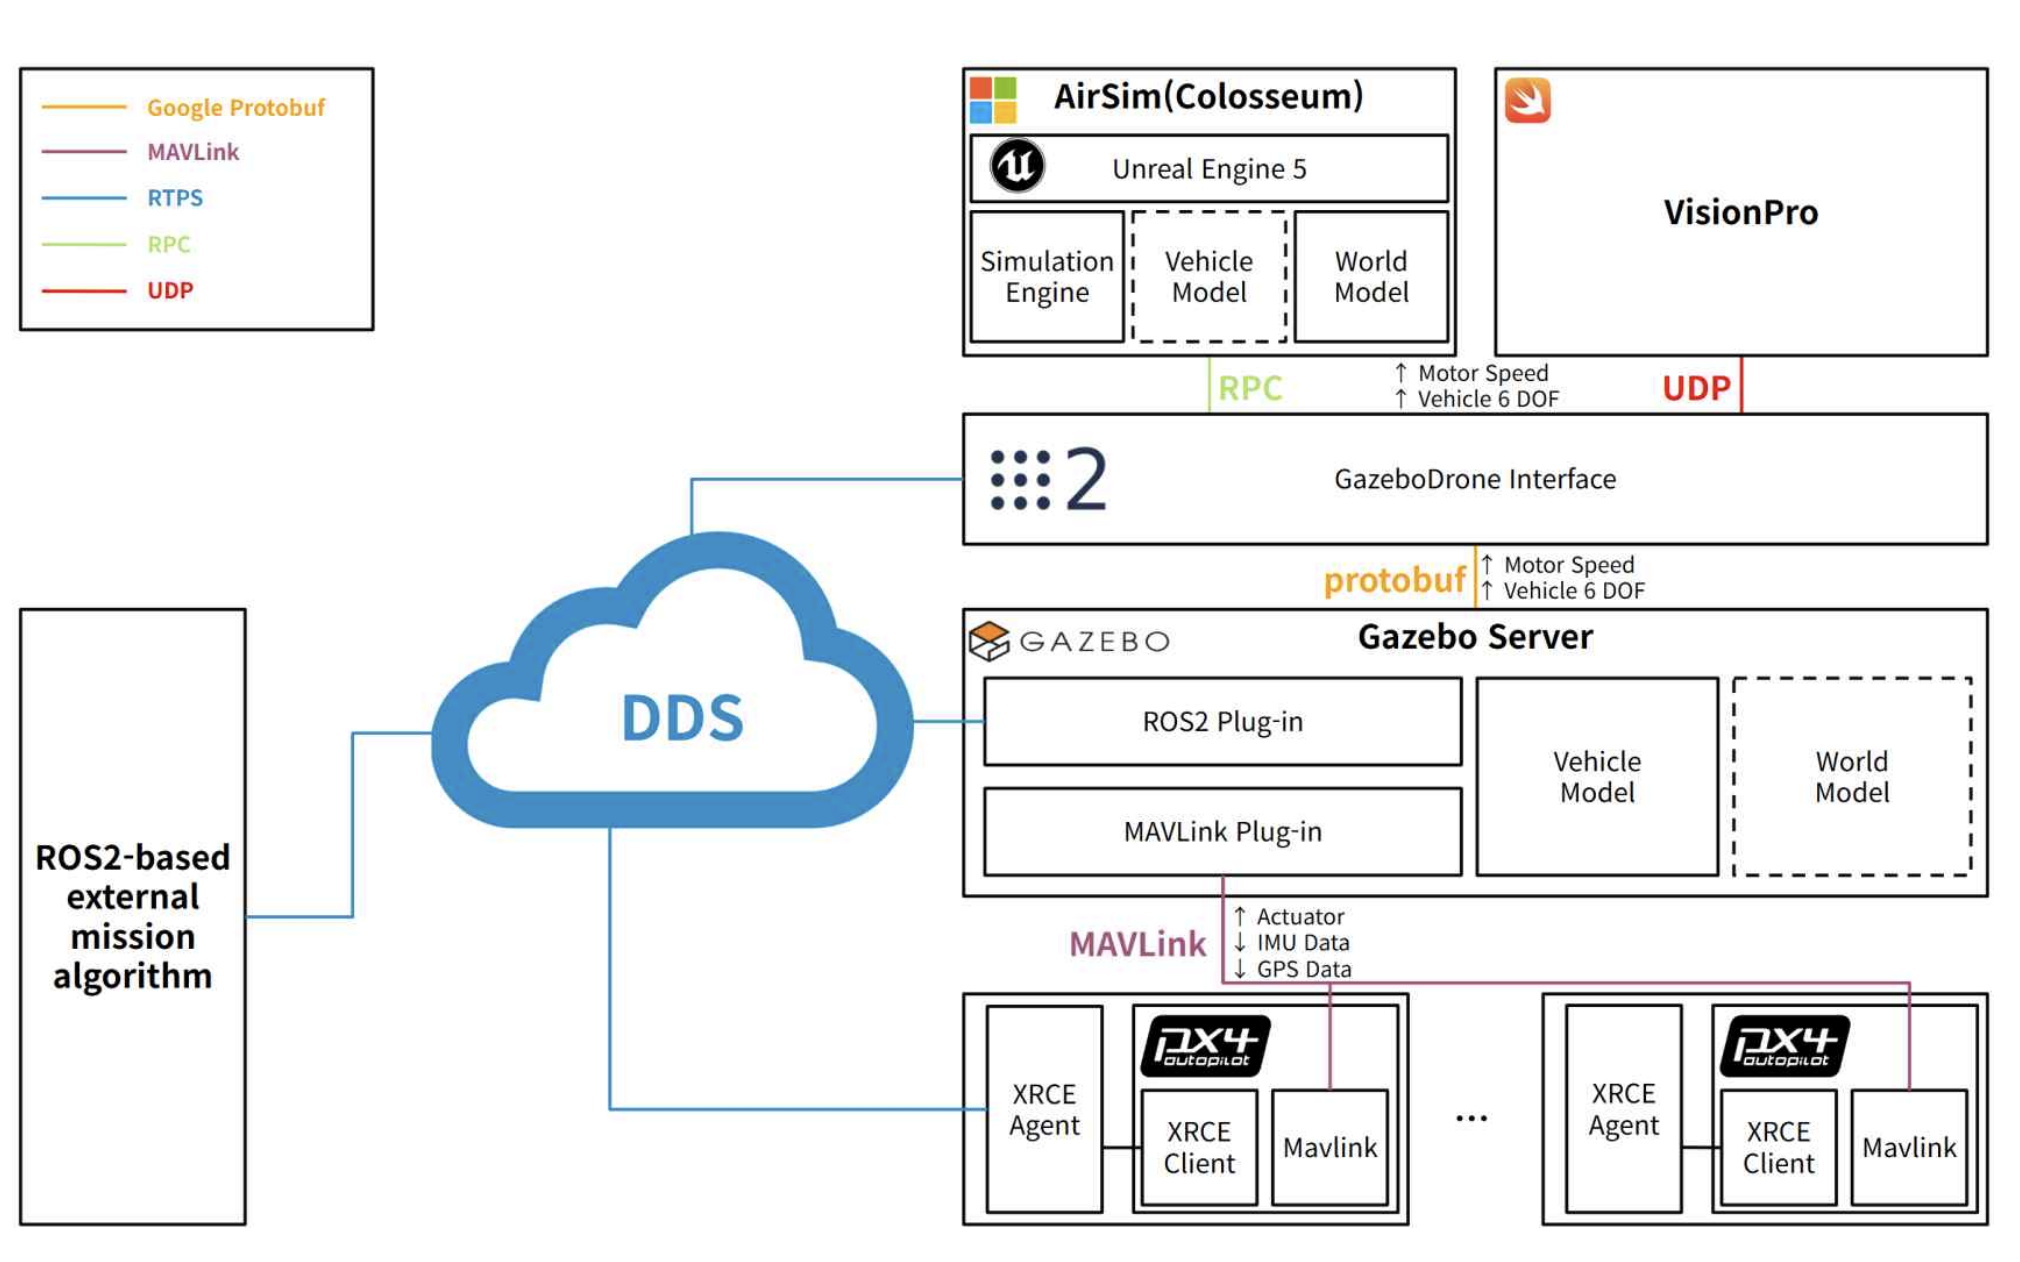 Google Protobuf
MAVLink
RTPS
RPC
UDP
AirSim(Colosseum)
Unreal Engine 5
Simulation
Engine
Vehicle
Model
World
Model
VisionPro
RPC
↑ Motor Speed
↑ Vehicle 6 DOF
UDP
2
GazeboDrone Interface
protobuf
↑ Motor Speed
↑ Vehicle 6 DOF
GAZEBO
Gazebo Server
ROS2 Plug-in
MAVLink Plug-in
Vehicle
Model
World
Model
DDS
ROS2-based
external
mission
algorithm
MAVLink
↑ Actuator
↓ IMU Data
↓ GPS Data
XRCE
Agent
px4
autopilot
XRCE
Client
Mavlink
...
XRCE
Agent
px4
autopilot
XRCE
Client
Mavlink